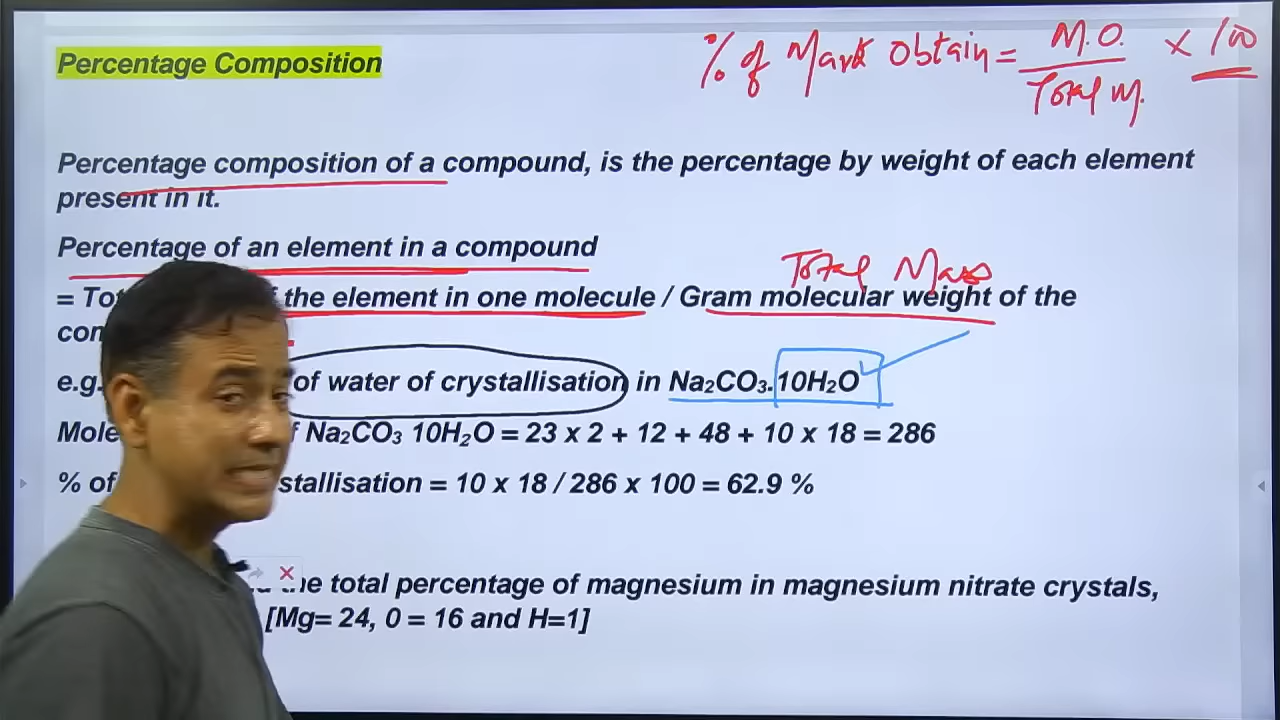 Percentage Composition
% of Mark Obtain = M.O. / Total M. × 100
Percentage composition of a compound, is the percentage by weight of each element
present in it.
Percentage of an element in a compound
Total Mass
= To the element in one molecule / Gram molecular weight of the
con
e.g. of water of crystallisation in Na₂CO₃.10H₂O
Mole Na₂CO₃ 10H₂O = 23 x 2 + 12 + 48 + 10 x 18 = 286
% of stallisation = 10 x 18 / 286 x 100 = 62.9 %
the total percentage of magnesium in magnesium nitrate crystals,
[Mg= 24, 0 = 16 and H=1]